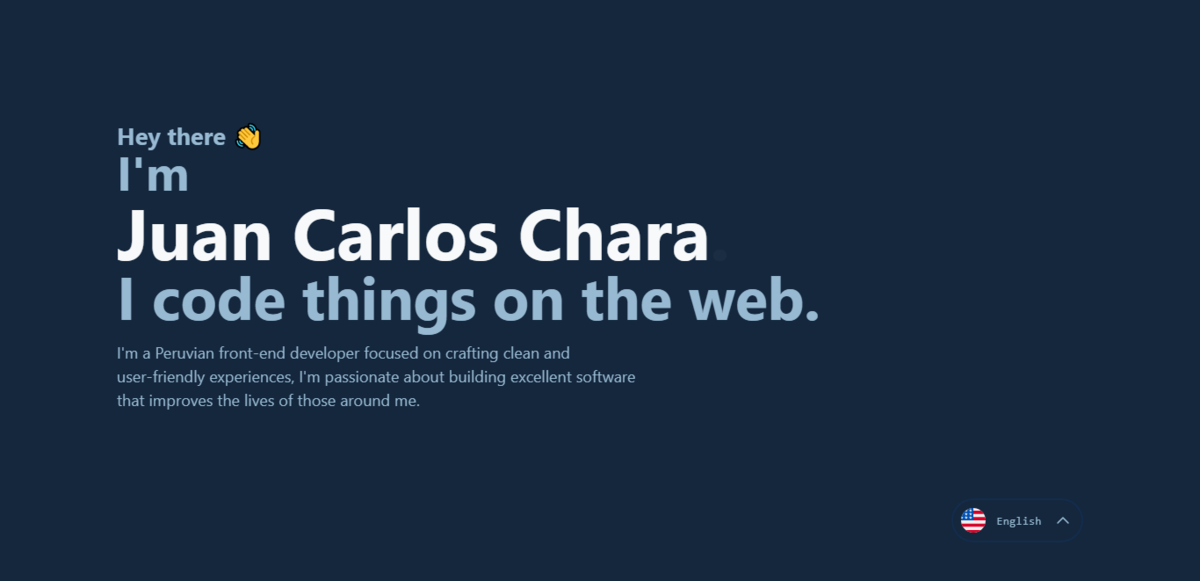 Hey there 👋
I'm
Juan Carlos Chara.
I code things on the web.
I'm a Peruvian front-end developer focused on crafting clean and
user-friendly experiences, I'm passionate about building excellent software
that improves the lives of those around me.
English